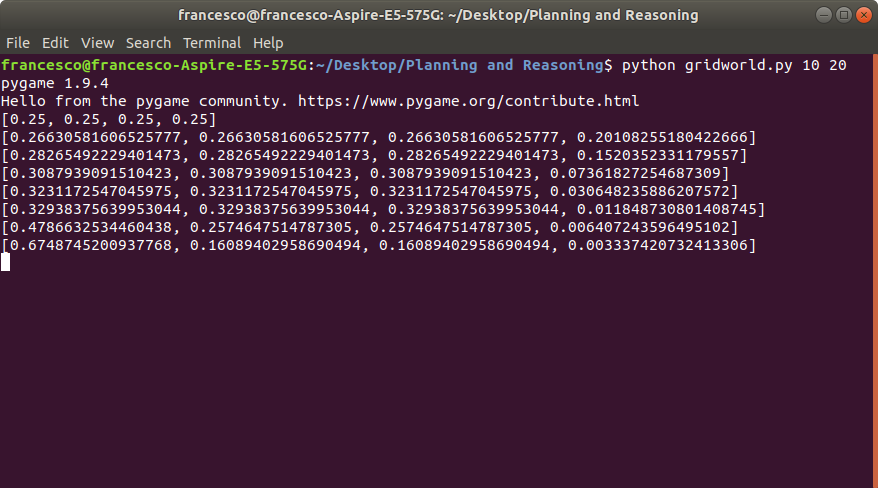 francesco@francesco-Aspire-E5-575G: ~/Desktop/Planning and Reasoning
File Edit View Search Terminal Help
francesco@francesco-Aspire-E5-575G:~/Desktop/Planning and Reasoning$ python gridworld.py 10 20
pygame 1.9.4
Hello from the pygame community. https://www.pygame.org/contribute.html
[0.25, 0.25, 0.25, 0.25]
[0.26630581606525777, 0.26630581606525777, 0.26630581606525777, 0.20108255180422666]
[0.28265492229401473, 0.28265492229401473, 0.28265492229401473, 0.1520352331179557]
[0.3087939091510423, 0.3087939091510423, 0.3087939091510423, 0.07361827254687309]
[0.3231172547045975, 0.3231172547045975, 0.3231172547045975, 0.030648235886207572]
[0.32938375639953044, 0.32938375639953044, 0.32938375639953044, 0.011848730801408745]
[0.4786632534460438, 0.2574647514787305, 0.2574647514787305, 0.006407243596495102]
[0.6748745200937768, 0.16089402958690494, 0.16089402958690494, 0.003337420732413306]